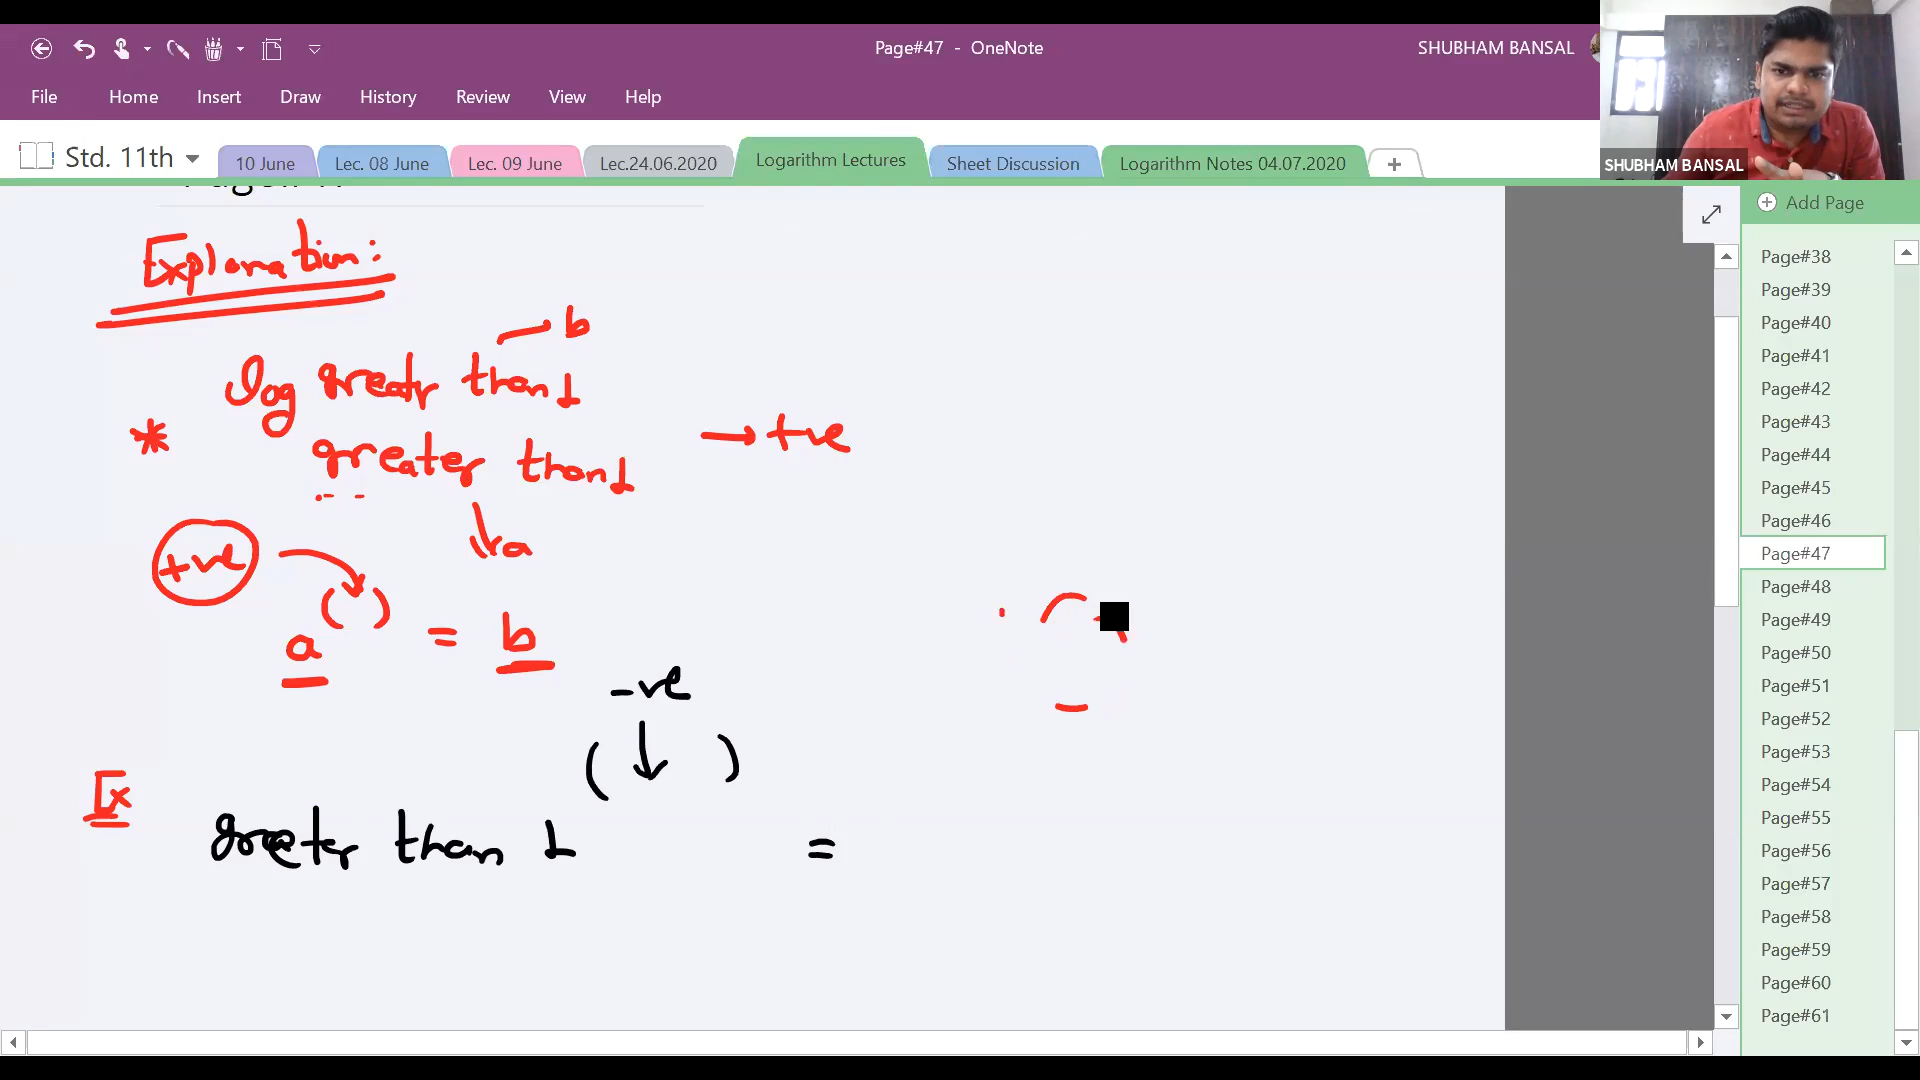 Page#47 - OneNote
SHUBHAM BANSAL
File Home Insert Draw History Review View Help
SHUBHAM BANSAL
Std. 11th
10 June
Lec. 08 June
Lec. 09 June
Lec.24.06.2020
Logarithm Lectures
Sheet Discussion
Logarithm Notes 04.07.2020
+
Add Page
Explanation:
b
log greatr than 1
* greater than 1 → +ve
a
+ve
a ( ) = b
-ve
( )
Ex
greater than 1 =
Page#38
Page#39
Page#40
Page#41
Page#42
Page#43
Page#44
Page#45
Page#46
Page#47
Page#48
Page#49
Page#50
Page#51
Page#52
Page#53
Page#54
Page#55
Page#56
Page#57
Page#58
Page#59
Page#60
Page#61